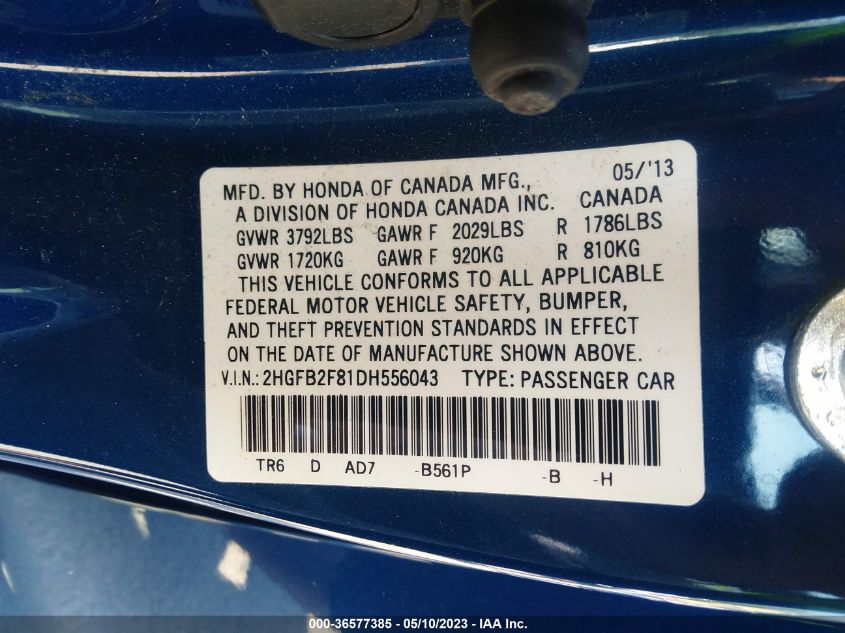 05/'13
MFD. BY HONDA OF CANADA MFG.,
A DIVISION OF HONDA CANADA INC. CANADA
GVWR 3792LBS GAWR F 2029LBS R 1786LBS
GVWR 1720KG GAWR F 920KG R 810KG
THIS VEHICLE CONFORMS TO ALL APPLICABLE
FEDERAL MOTOR VEHICLE SAFETY, BUMPER,
AND THEFT PREVENTION STANDARDS IN EFFECT
ON THE DATE OF MANUFACTURE SHOWN ABOVE.
V.I.N.: 2HGFB2F81DH556043 TYPE: PASSENGER CAR
TR6 D AD7 -B561P -B -H
000-36577385 - 05/10/2023 - IAA Inc.